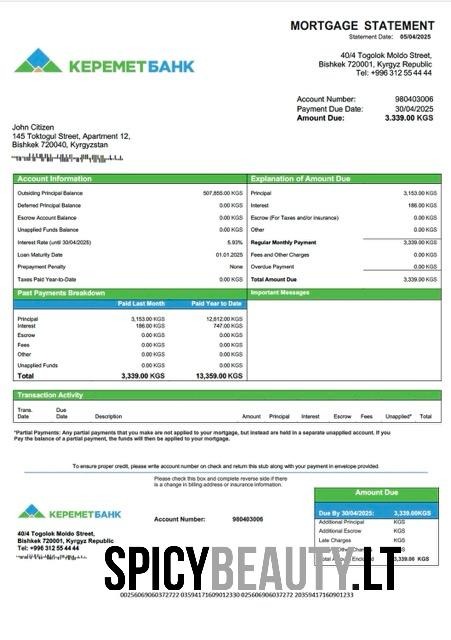 MORTGAGE STATEMENT
Statement Date: 05/04/2025
КЕРЕМЕТБАНК
40/4 Togolok Moldo Street,
Bishkek 720001, Kyrgyz Republic
Tel: +996 312 55 44 44
Account Number: 980403006
Payment Due Date: 30/04/2025
Amount Due: 3.339.00 KGS
John Citizen
145 Toktogul Street, Apartment 12,
Bishkek 720040, Kyrgyzstan
Account Information
Outsiding Principal Balance 507,855.00 KGS
Deferred Principal Balance 0.00 KGS
Escrow Account Balance 0.00 KGS
Unapplied Funds Balance 0.00 KGS
Interest Rate (until 30/04/2025) 5.93%
Loan Maturity Date 01.01.2025
Prepayment Penalty None
Taxes Paid Year-to-Date 0.00 KGS
Explanation of Amount Due
Principal 3,153.00 KGS
Interest 186.00 KGS
Escrow (For Taxes and/or insurance) 0.00 KGS
Other 0.00 KGS
Regular Monthly Payment 3,339.00 KGS
Fees and Other Charges 0.00 KGS
Overdue Payment 0.00 KGS
Total Amount Due 3,339.00 KGS
Past Payments Breakdown
Paid Last Month Paid Year to Date
Principal 3,153.00 KGS 12,612.00 KGS
Interest 186.00 KGS 747.00 KGS
Escrow 0.00 KGS 0.00 KGS
Fees 0.00 KGS 0.00 KGS
Other 0.00 KGS 0.00 KGS
Unapplied Funds 0.00 KGS 0.00 KGS
Total 3,339.00 KGS 13,359.00 KGS
Important Messages
Transaction Activity
Trans. Due
Date Date Description Amount Principal Interest Escrow Fees Unapplied* Total
*Partial Payments: Any partial payments that you make are not applied to your mortgage, but instead are held in a separate unapplied account. If you
Pay the balance of a partial payment, the funds will then be applied to your mortgage.
To ensure proper credit, please write account number on check and return this stub along with your payment in envelope provided.
Please check this box and complete reverse side if there
is a change in billing address or insurance information.
КЕРЕМЕТБАНК
Account Number: 980403006
40/4 Togolok Moldo Street,
Bishkek 720001, Kyrgyz Republic
Tel: +996 312 55 44 44
Amount Due
Due By 30/04/2025: 3,339.00KGS
Additional Principal KGS
Additional Escrow KGS
Late Charges KGS
KGS
3,339.00 KGS
SPICYBEAUTY.LT